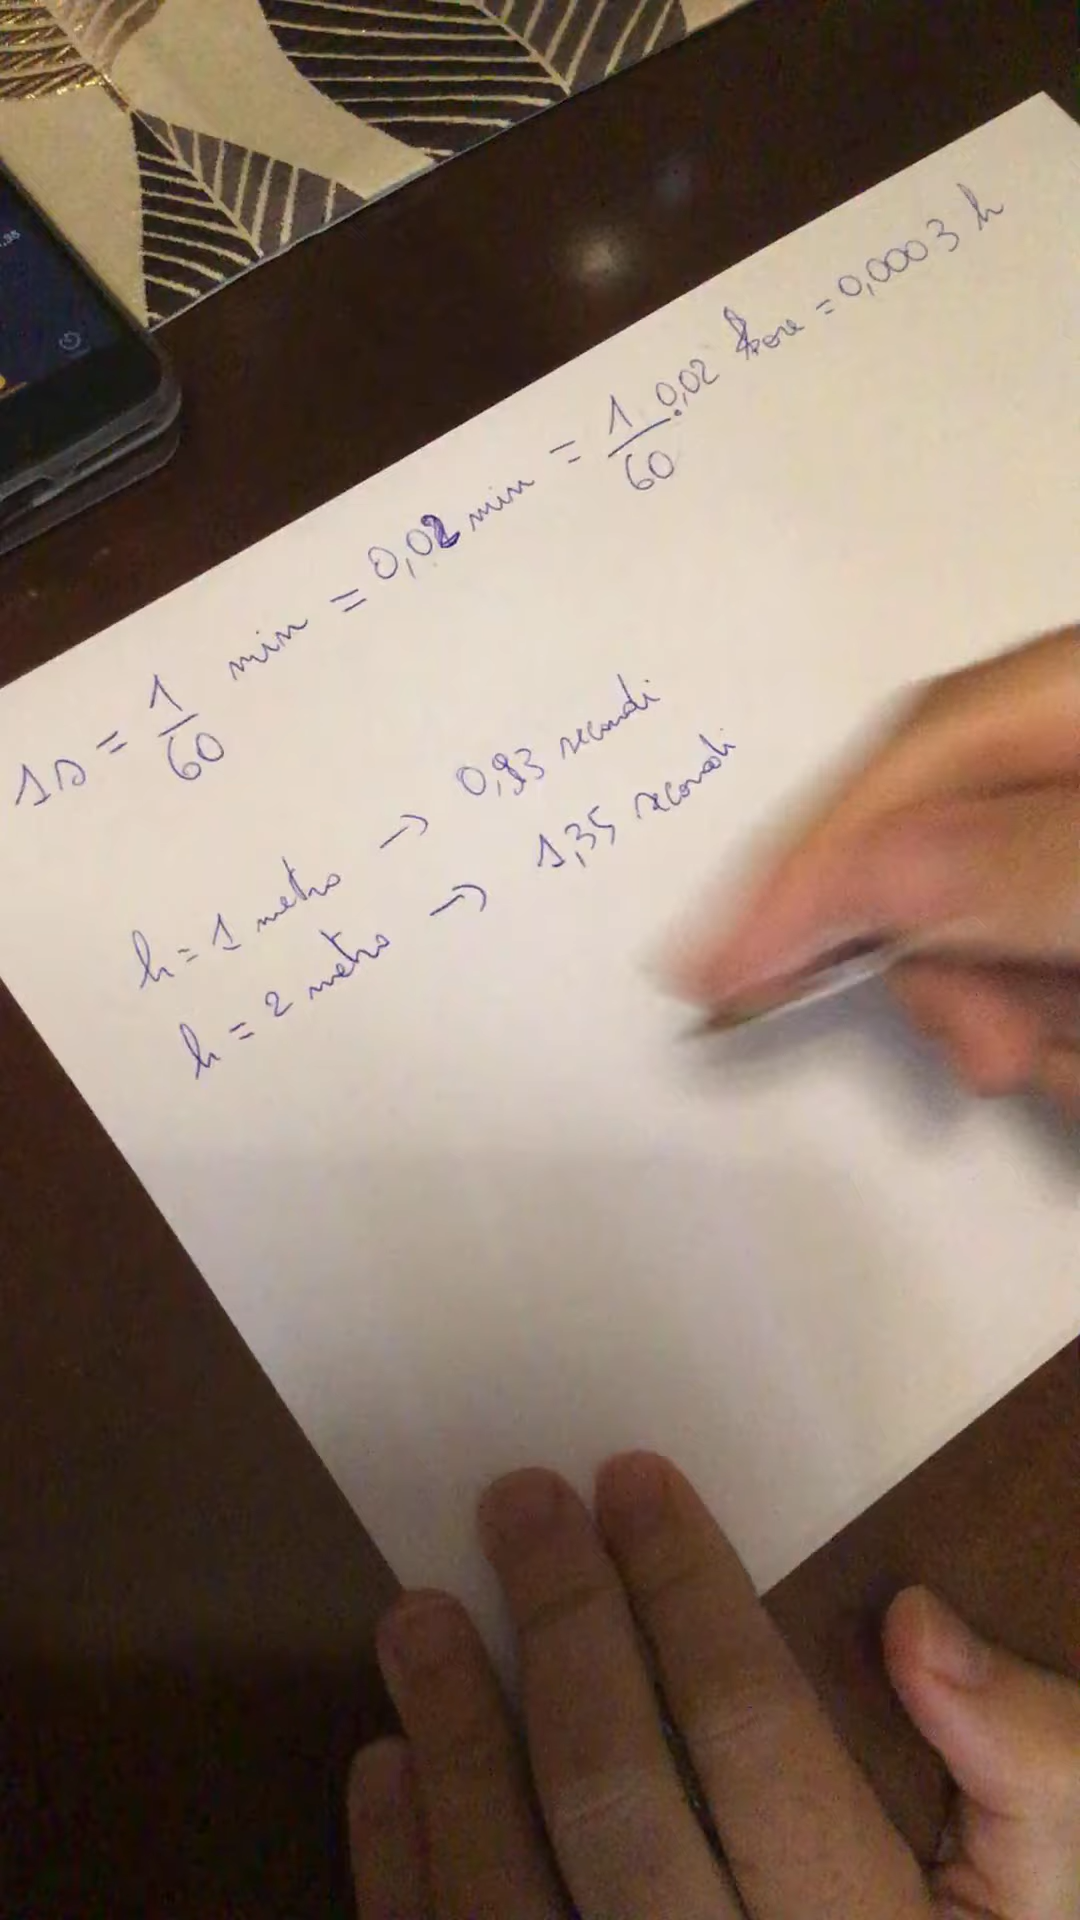 1s = 1/60 min = 0,02 min = 1/60 · 0,02 ore = 0,0003 h
h = 1 metro → 0,93 secondi
h = 2 metro → 1,35 secondi